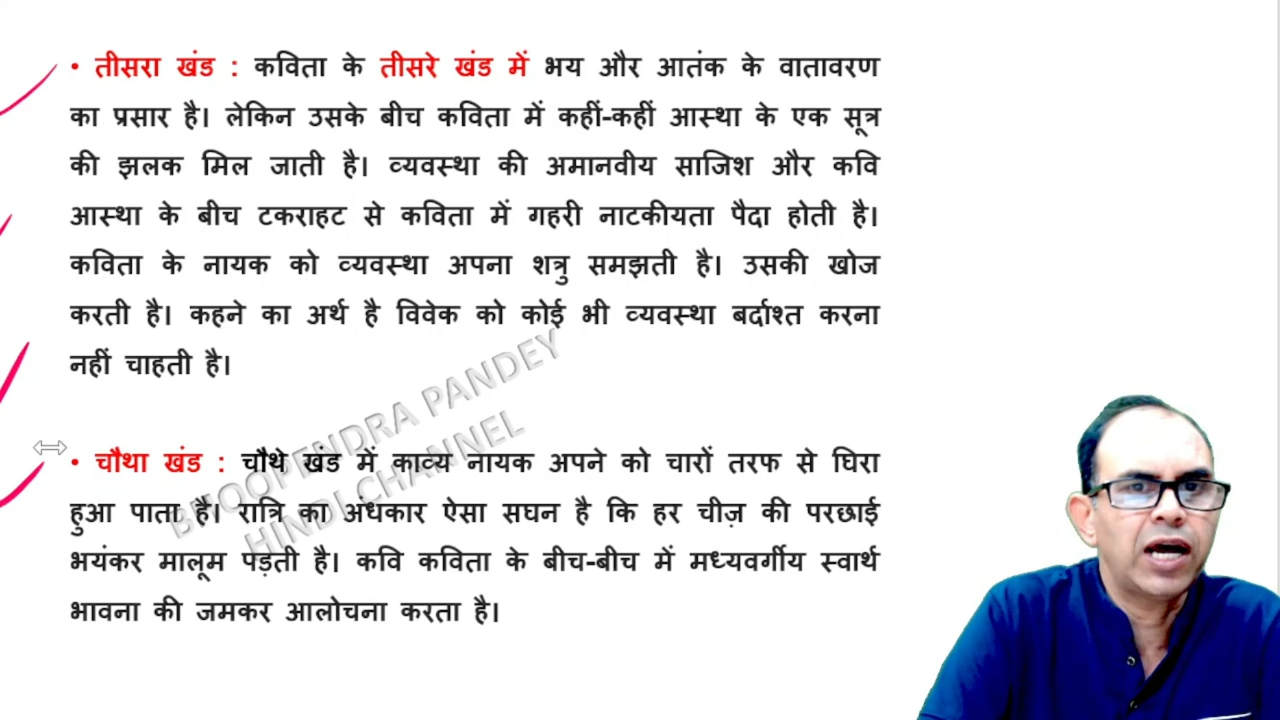 • तीसरा खंड : कविता के तीसरे खंड में भय और आतंक के वातावरण
का प्रसार है। लेकिन उसके बीच कविता में कहीं-कहीं आस्था के एक सूत्र
की झलक मिल जाती है। व्यवस्था की अमानवीय साजिश और कवि
आस्था के बीच टकराहट से कविता में गहरी नाटकीयता पैदा होती है।
कविता के नायक को व्यवस्था अपना शत्रु समझती है। उसकी खोज
करती है। कहने का अर्थ है विवेक को कोई भी व्यवस्था बर्दाश्त करना
नहीं चाहती है।
• चौथा खंड : चौथे खंड में काव्य नायक अपने को चारों तरफ से घिरा
हुआ पाता है। रात्रि का अंधकार ऐसा सघन है कि हर चीज़ की परछाई
भयंकर मालूम पड़ती है। कवि कविता के बीच-बीच में मध्यवर्गीय स्वार्थ
भावना की जमकर आलोचना करता है।
BHOOPENDRA PANDEY
HINDI CHANNEL